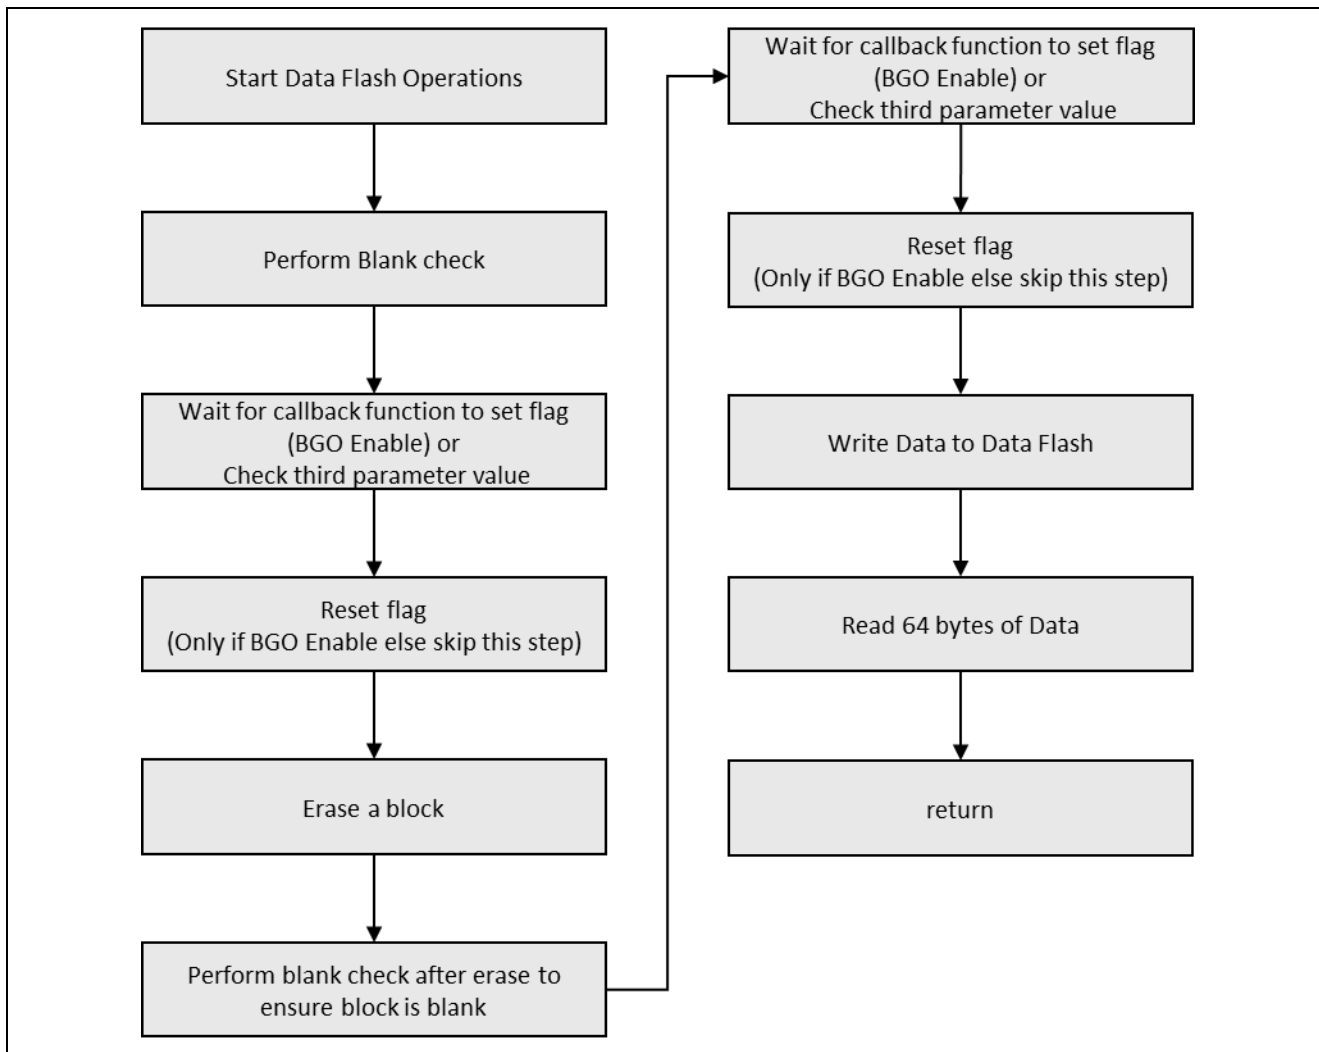 Start Data Flash Operations
Perform Blank check
Wait for callback function to set flag
(BGO Enable) or
Check third parameter value
Reset flag
(Only if BGO Enable else skip this step)
Erase a block
Perform blank check after erase to
ensure block is blank
Wait for callback function to set flag
(BGO Enable) or
Check third parameter value
Reset flag
(Only if BGO Enable else skip this step)
Write Data to Data Flash
Read 64 bytes of Data
return